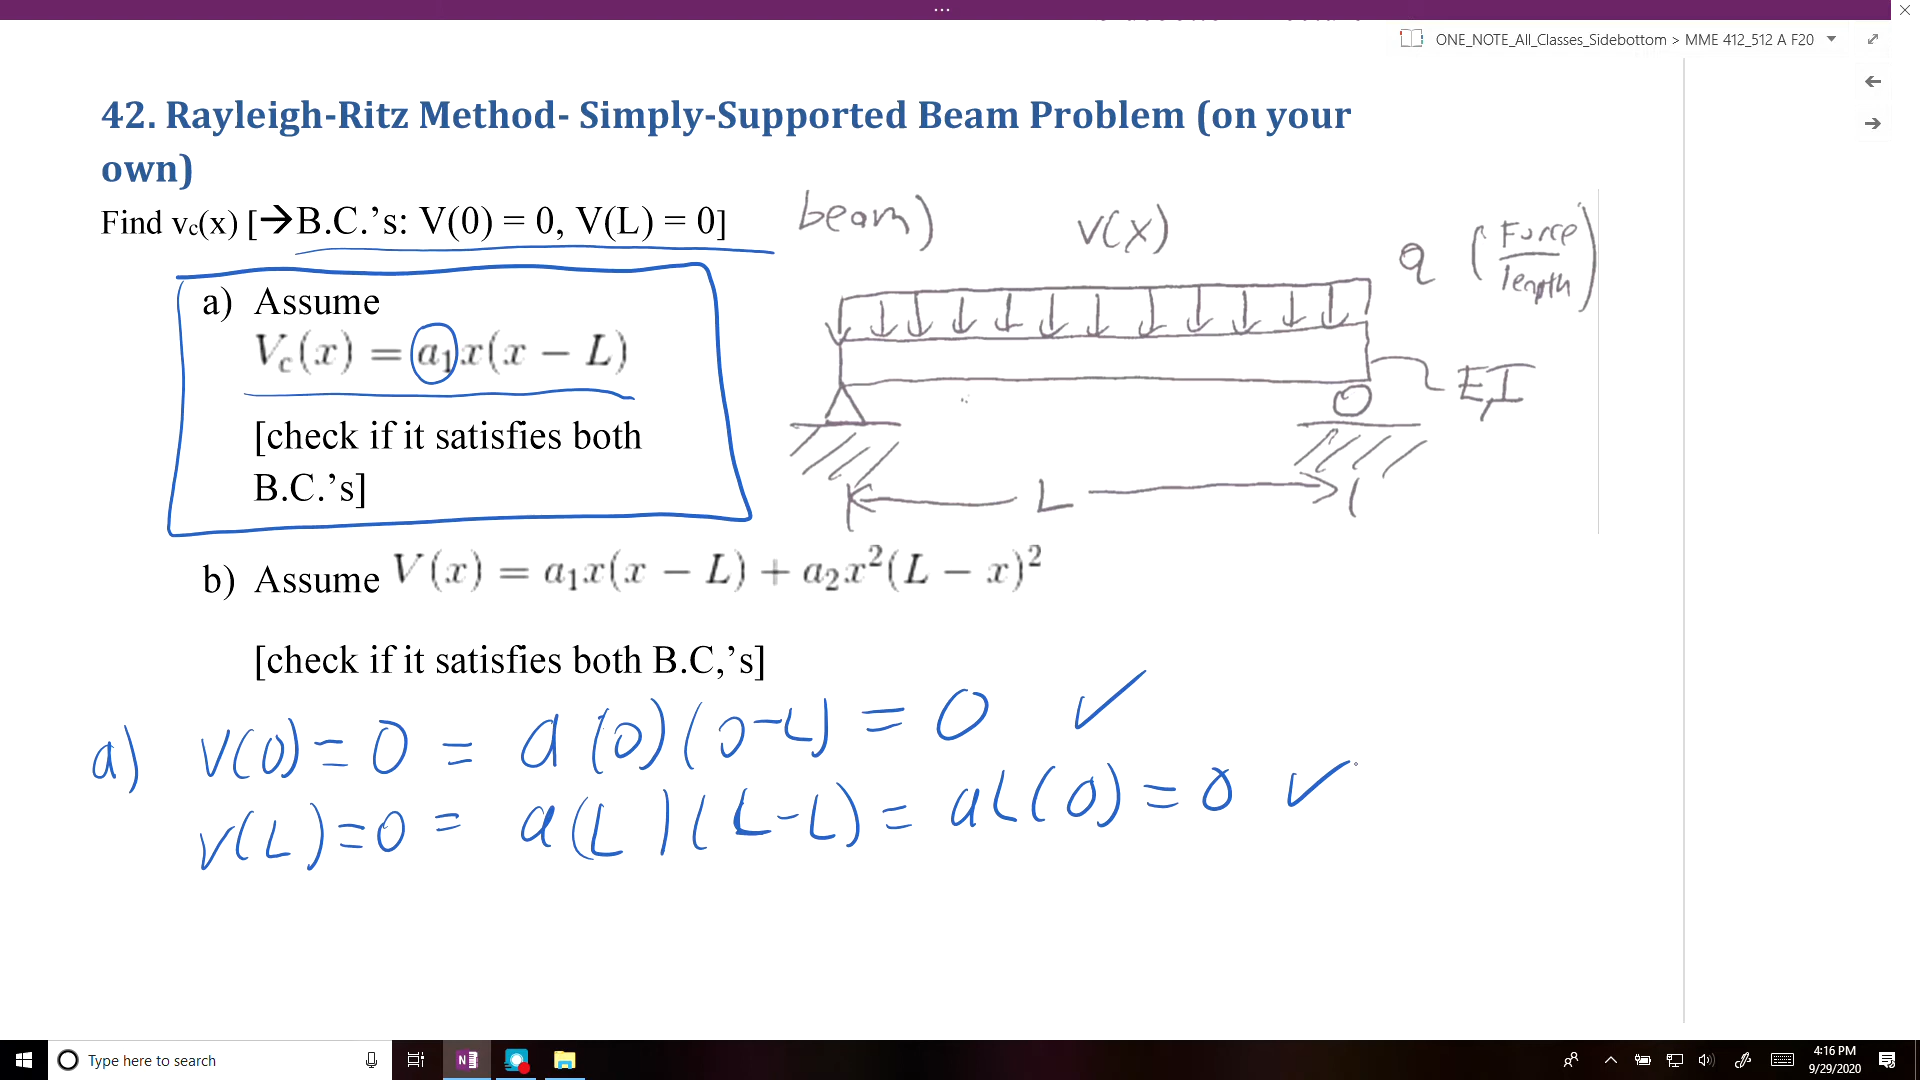 ONE_NOTE_All_Classes_Sidebottom > MME 412_512 A F20
42. Rayleigh-Ritz Method- Simply-Supported Beam Problem (on your
own)
Find vc(x) [→B.C.'s: V(0) = 0, V(L) = 0]
beam)
v(x)
q (Force/length)
a) Assume
Vc(x) = a₁x(x − L)
[check if it satisfies both
B.C.'s]
E,I
L
b) Assume V(x) = a₁x(x − L) + a₂x²(L − x)²
[check if it satisfies both B.C,'s]
a) v(0) = 0 = a(0)(0-L) = 0 ✓
v(L) = 0 = a(L)(L-L) = aL(0) = 0 ✓
Type here to search
4:16 PM
9/29/2020